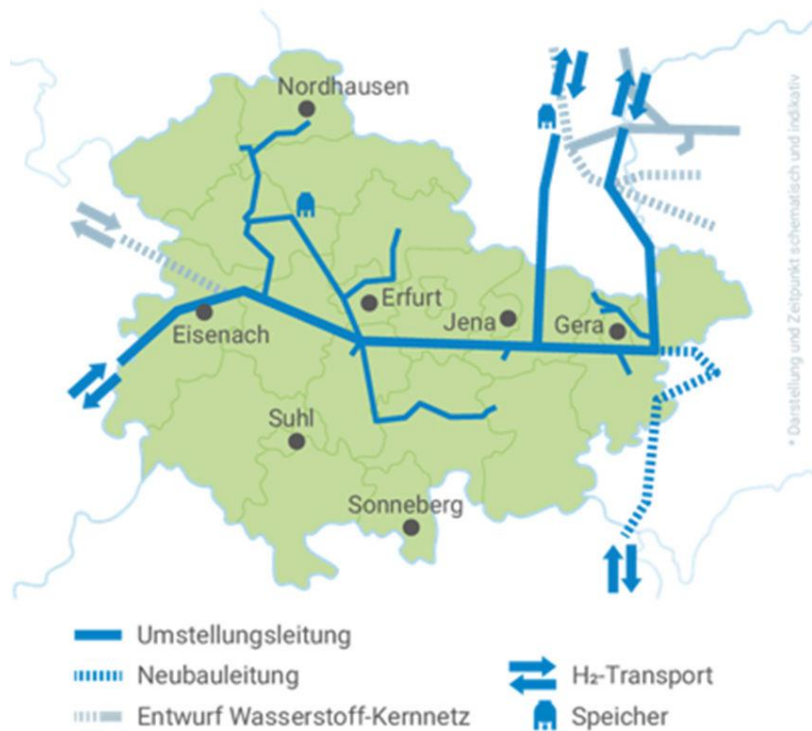 Nordhausen
Erfurt
Eisenach
Jena
Gera
Suhl
Sonneberg
* Darstellung und Zeitpunkt schematisch und indikativ
Umstellungsleitung
Neubauleitung
H₂-Transport
Entwurf Wasserstoff-Kernnetz
Speicher